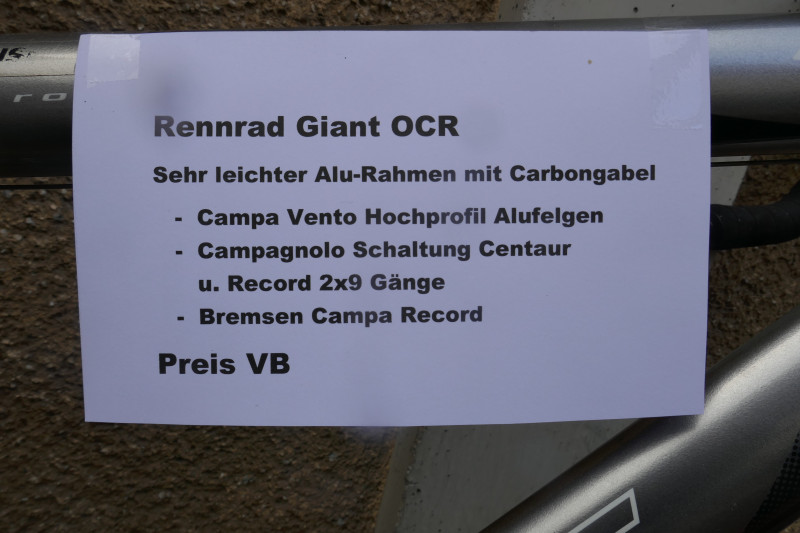 Rennrad Giant OCR
Sehr leichter Alu-Rahmen mit Carbongabel
- Campa Vento Hochprofil Alufelgen
- Campagnolo Schaltung Centaur
u. Record 2x9 Gänge
- Bremsen Campa Record
Preis VB